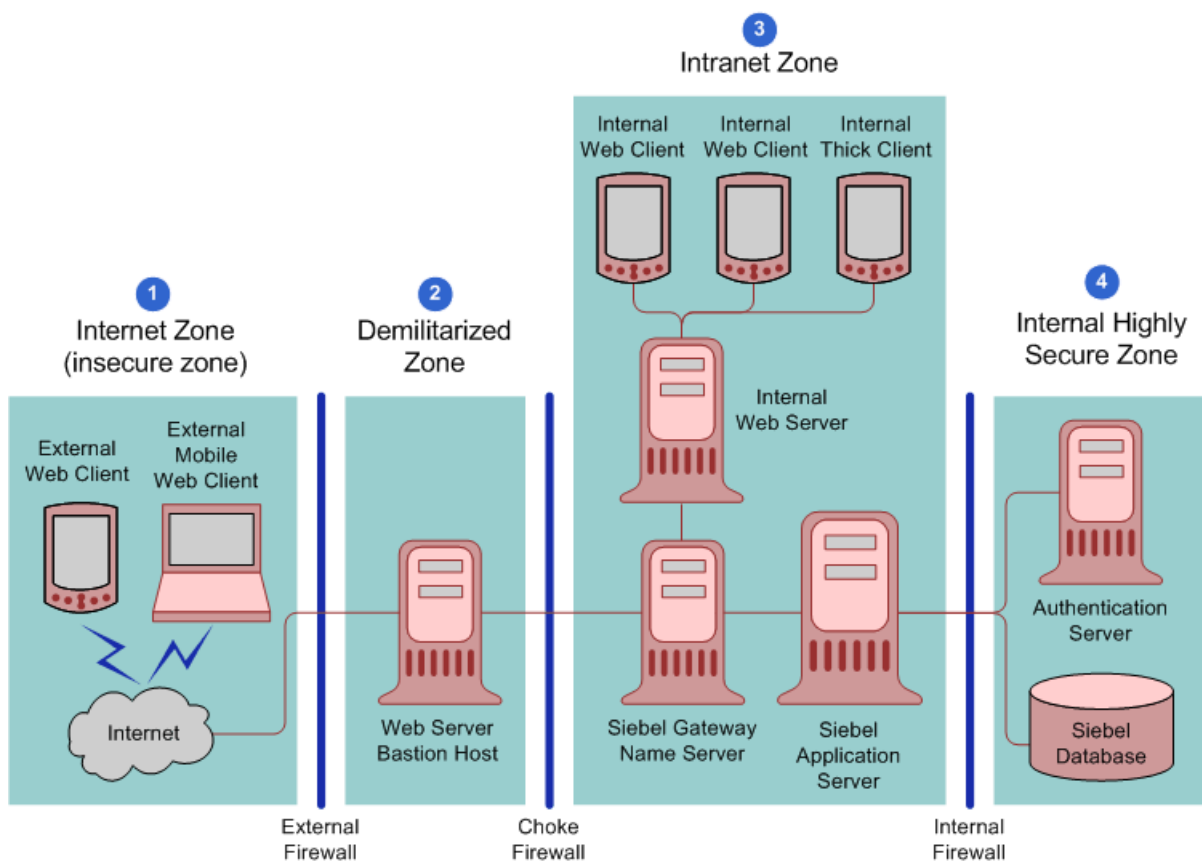 3
Intranet Zone
Internal
Web Client
Internal
Web Client
Internal
Thick Client
1
Internet Zone
(insecure zone)
2
Demilitarized
Zone
4
Internal Highly
Secure Zone
Internal
Web Server
External
Web Client
External
Mobile
Web Client
Internet
Web Server
Bastion Host
Siebel Gateway
Name Server
Siebel
Application
Server
Authentication
Server
Siebel
Database
External
Firewall
Choke
Firewall
Internal
Firewall